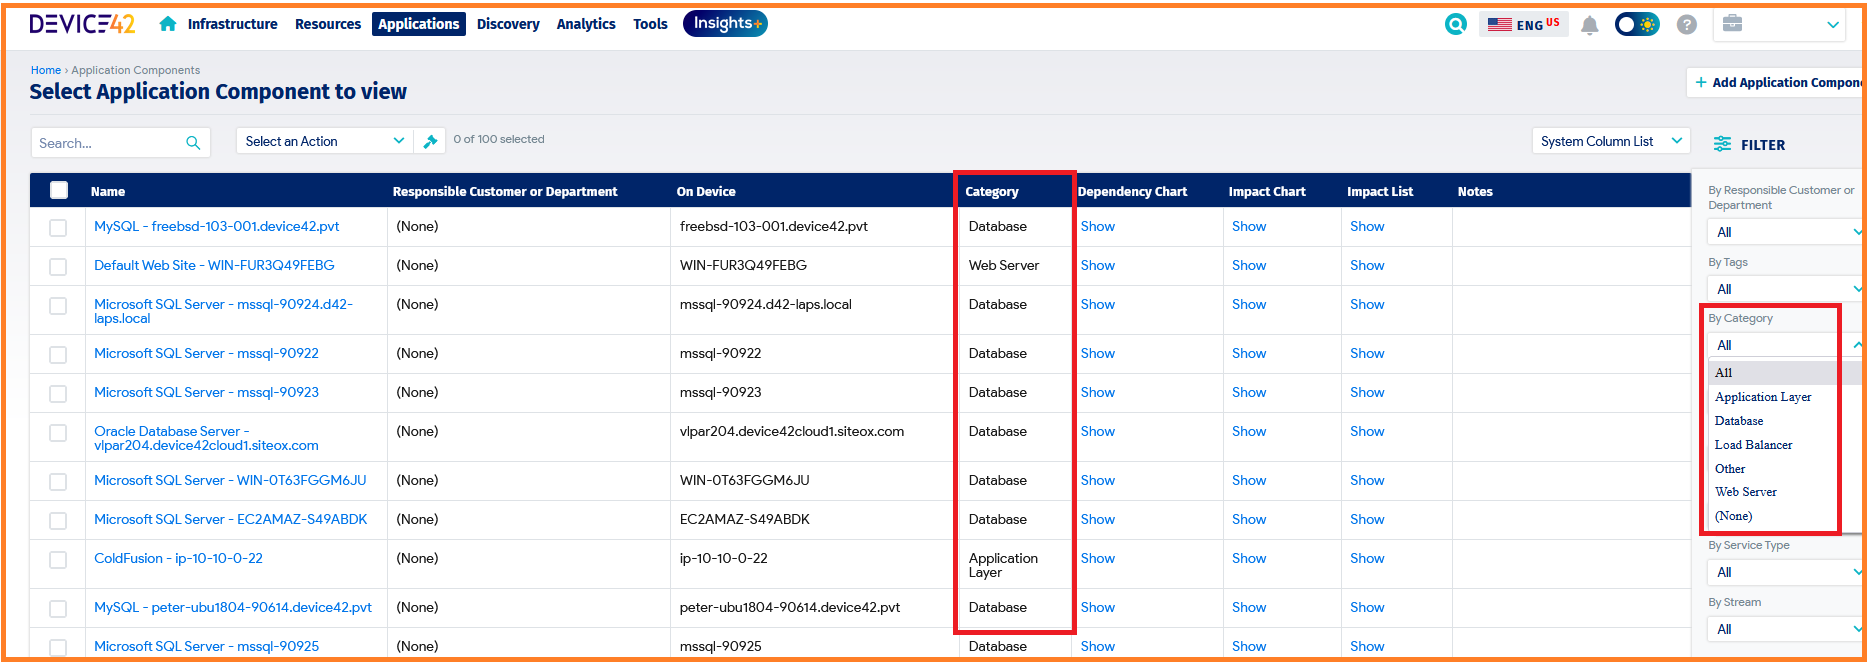 DEVICE42 Infrastructure Resources Applications Discovery Analytics Tools Insights+ ENG US ?
Home › Application Components
Select Application Component to view
+ Add Application Compone
Search... Select an Action 0 of 100 selected System Column List FILTER
Name Responsible Customer or Department On Device Category Dependency Chart Impact Chart Impact List Notes
MySQL - freebsd-103-001.device42.pvt (None) freebsd-103-001.device42.pvt Database Show Show Show
Default Web Site - WIN-FUR3Q49FEBG (None) WIN-FUR3Q49FEBG Web Server Show Show Show
Microsoft SQL Server - mssql-90924.d42- (None) mssql-90924.d42-laps.local Database Show Show Show
laps.local
Microsoft SQL Server - mssql-90922 (None) mssql-90922 Database Show Show Show
Microsoft SQL Server - mssql-90923 (None) mssql-90923 Database Show Show Show
Oracle Database Server - (None) vlpar204.device42cloud1.siteox.com Database Show Show Show
vlpar204.device42cloud1.siteox.com
Microsoft SQL Server - WIN-0T63FGGM6JU (None) WIN-0T63FGGM6JU Database Show Show Show
Microsoft SQL Server - EC2AMAZ-S49ABDK (None) EC2AMAZ-S49ABDK Database Show Show Show
ColdFusion - ip-10-10-0-22 (None) ip-10-10-0-22 Application Show Show Show
Layer
MySQL - peter-ubu1804-90614.device42.pvt (None) peter-ubu1804-90614.device42.pvt Database Show Show Show
Microsoft SQL Server - mssql-90925 (None) mssql-90925 Database Show Show Show
By Responsible Customer or
Department
All
By Tags
All
By Category
All
All
Application Layer
Database
Load Balancer
Other
Web Server
(None)
By Service Type
All
By Stream
All